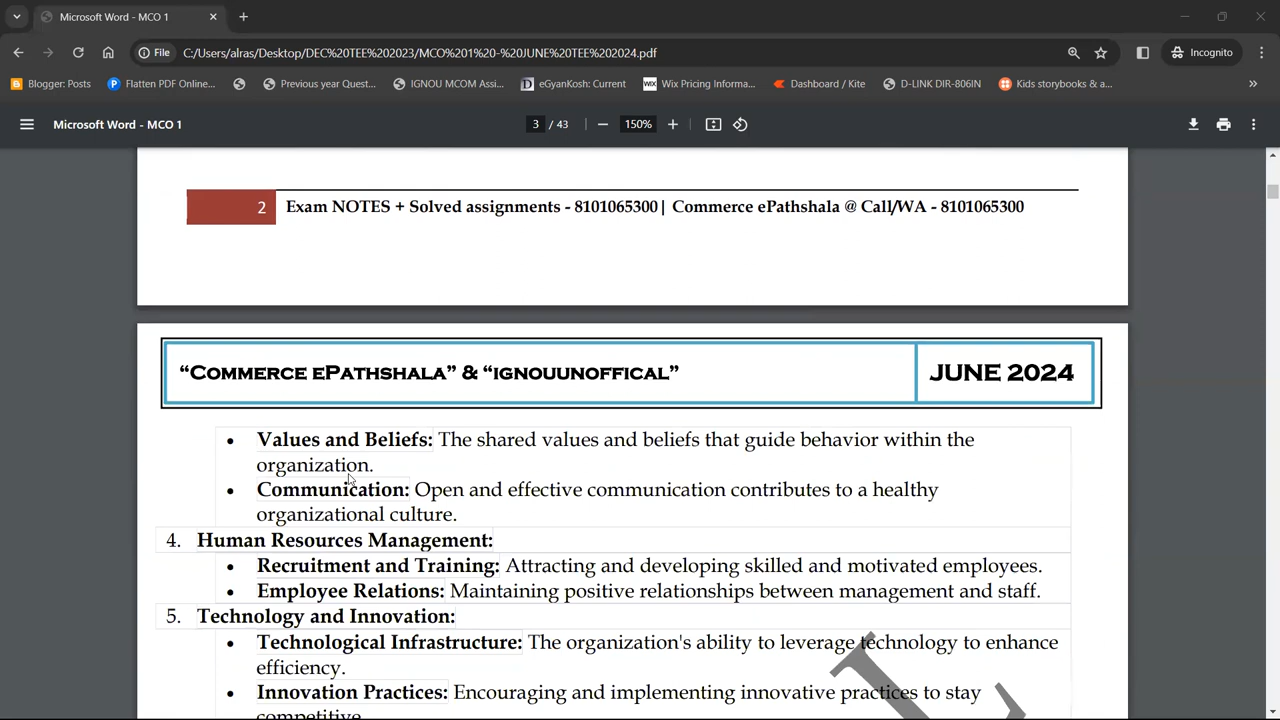 Microsoft Word - MCO 1
Incognito
File C:/Users/alras/Desktop/DEC%20TEE%202023/MCO%201%20-%20JUNE%20TEE%202024.pdf
Blogger: Posts Flatten PDF Online... Previous year Quest... IGNOU MCOM Assi... eGyanKosh: Current WIX Wix Pricing Informa... Dashboard / Kite D-LINK DIR-806IN Kids storybooks & a... »
Microsoft Word - MCO 1 3 / 43 150%
2 Exam NOTES + Solved assignments - 8101065300| Commerce ePathshala @ Call/WA - 8101065300
“COMMERCE EPATHSHALA” & “IGNOUUNOFFICAL” JUNE 2024
• Values and Beliefs: The shared values and beliefs that guide behavior within the
organization.
• Communication: Open and effective communication contributes to a healthy
organizational culture.
4. Human Resources Management:
• Recruitment and Training: Attracting and developing skilled and motivated employees.
• Employee Relations: Maintaining positive relationships between management and staff.
5. Technology and Innovation:
• Technological Infrastructure: The organization's ability to leverage technology to enhance
efficiency.
• Innovation Practices: Encouraging and implementing innovative practices to stay
competitive.